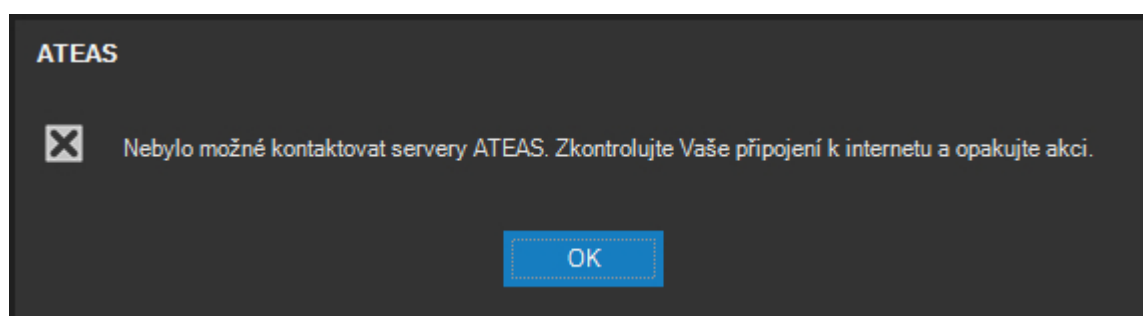 ATEAS
Nebylo možné kontaktovat servery ATEAS. Zkontrolujte Vaše připojení k internetu a opakujte akci.
OK